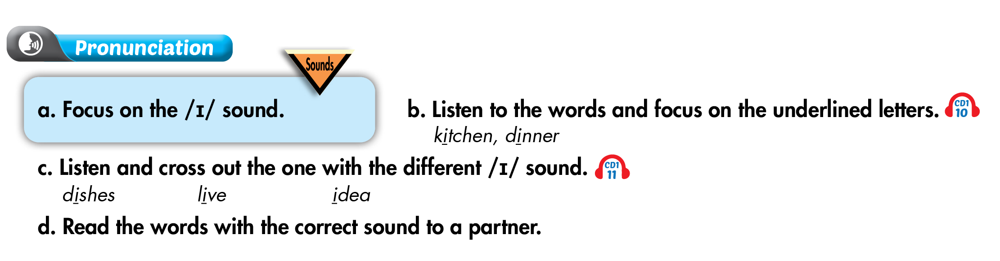 Pronunciation
Sounds
a. Focus on the /ɪ/ sound.
b. Listen to the words and focus on the underlined letters. CD1 10
kitchen, dinner
c. Listen and cross out the one with the different /ɪ/ sound. CD1 11
dishes live idea
d. Read the words with the correct sound to a partner.